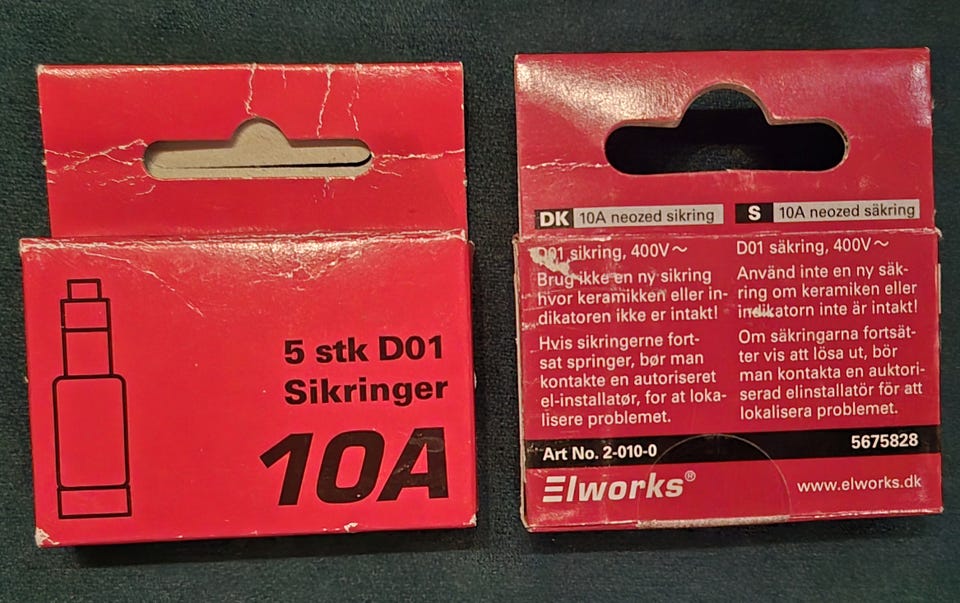 5 stk D01
Sikringer
10A
DK 10A neozed sikring
D01 sikring, 400V~
Brug ikke en ny sikring
hvor keramikken eller in-
dikatoren ikke er intakt!
Hvis sikringerne fort-
sat springer, bør man
kontakte en autoriseret
el-installatør, for at loka-
lisere problemet.
S 10A neozed säkring
D01 säkring, 400V~
Använd inte en ny säk-
ring om keramiken eller
indikatorn inte är intakt!
Om säkringarna fortsät-
ter vis att lösa ut, bör
man kontakta en auktori-
serad elinstallatör för att
lokalisera problemet.
Art No. 2-010-0
5675828
Elworks®
www.elworks.dk